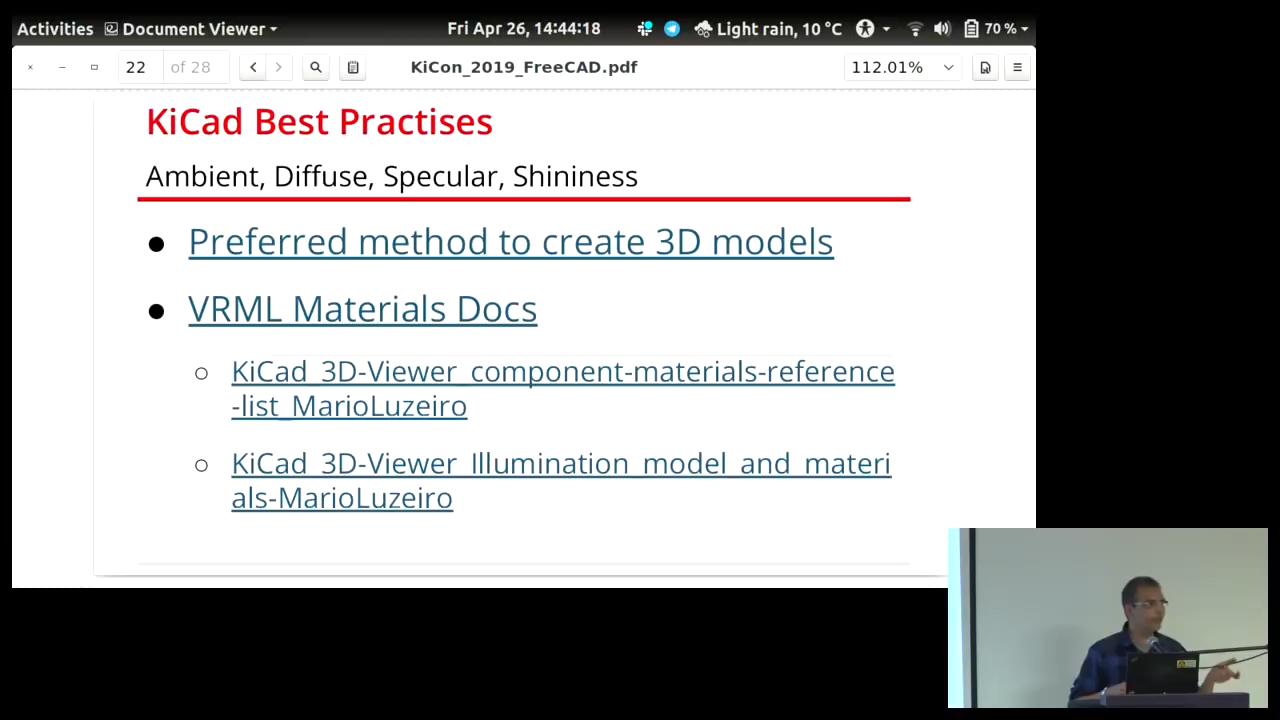 Activities Document Viewer Fri Apr 26, 14:44:18 Light rain, 10 °C 70 %
22 of 28 KiCon_2019_FreeCAD.pdf 112.01%
KiCad Best Practises
Ambient, Diffuse, Specular, Shininess
● Preferred method to create 3D models
● VRML Materials Docs
○ KiCad_3D-Viewer_component-materials-reference
-list_MarioLuzeiro
○ KiCad_3D-Viewer_Illumination_model_and_materi
als-MarioLuzeiro